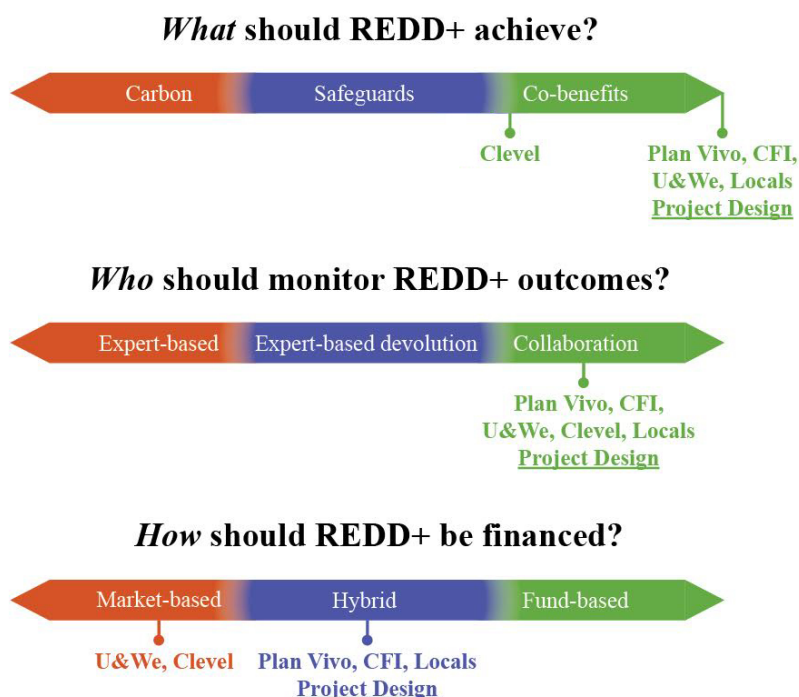 What should REDD+ achieve?
Carbon Safeguards Co-benefits
Clevel
Plan Vivo, CFI,
U&We, Locals
Project Design
Who should monitor REDD+ outcomes?
Expert-based Expert-based devolution Collaboration
Plan Vivo, CFI,
U&We, Clevel, Locals
Project Design
How should REDD+ be financed?
Market-based Hybrid Fund-based
U&We, Clevel
Plan Vivo, CFI, Locals
Project Design